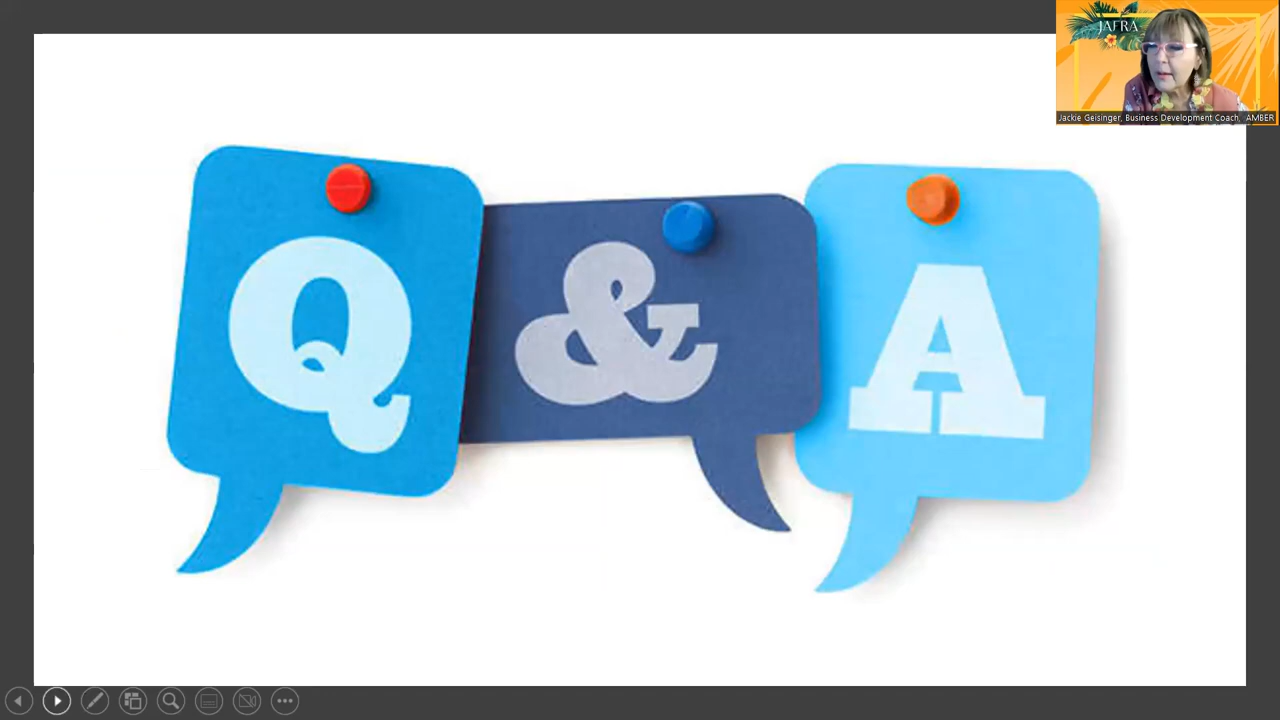 JAFRA
Jackie Geisinger, Business Development Coach, AMBER
Q & A